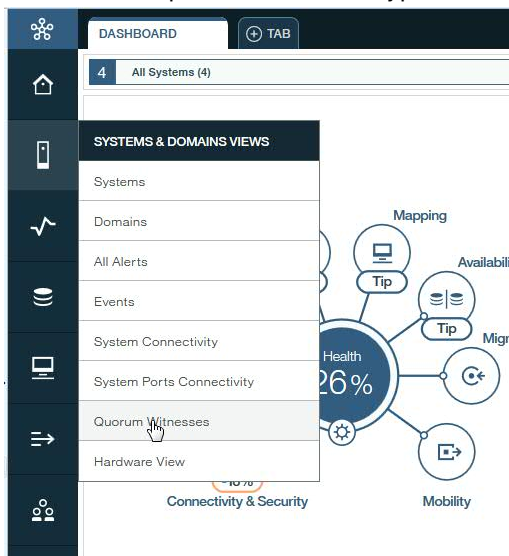 DASHBOARD
TAB
4
All Systems (4)
SYSTEMS & DOMAINS VIEWS
Systems
Domains
All Alerts
Events
System Connectivity
System Ports Connectivity
Quorum Witnesses
Hardware View
Mapping
Tip
Tip
Health
26%
Connectivity & Security
Mobility